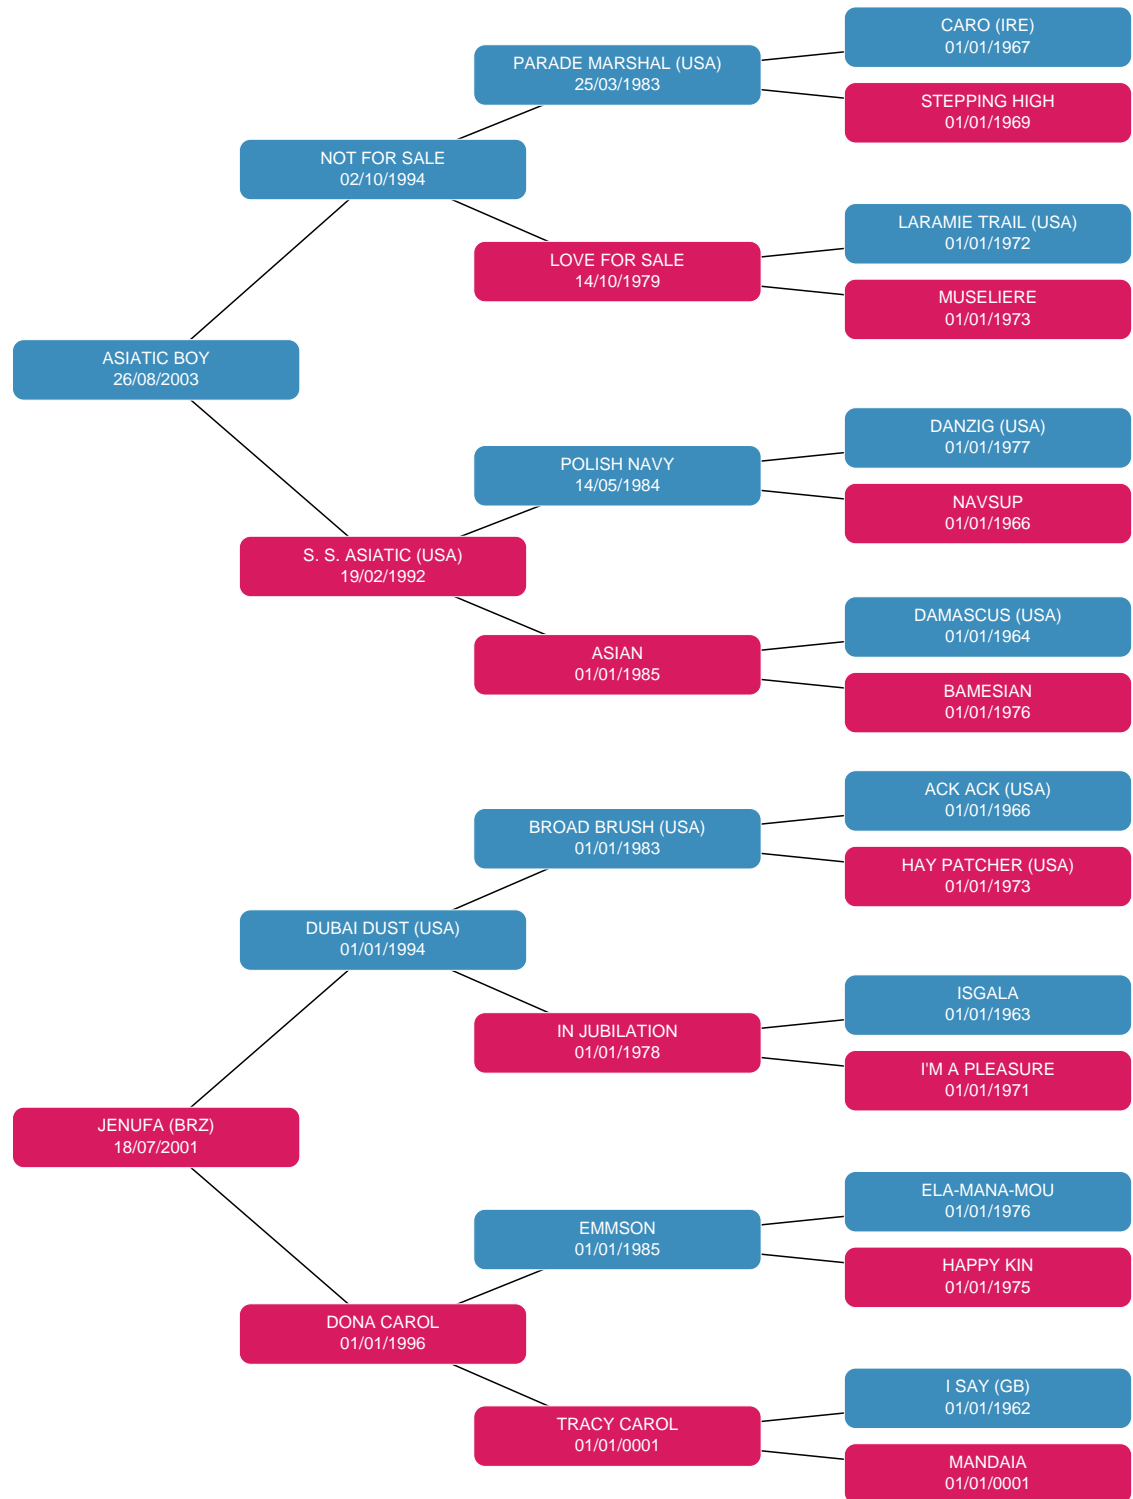 CARO (IRE)
01/01/1967
PARADE MARSHAL (USA)
25/03/1983
STEPPING HIGH
01/01/1969
NOT FOR SALE
02/10/1994
LARAMIE TRAIL (USA)
01/01/1972
LOVE FOR SALE
14/10/1979
MUSELIERE
01/01/1973
ASIATIC BOY
26/08/2003
DANZIG (USA)
01/01/1977
POLISH NAVY
14/05/1984
NAVSUP
01/01/1966
S. S. ASIATIC (USA)
19/02/1992
DAMASCUS (USA)
01/01/1964
ASIAN
01/01/1985
BAMESIAN
01/01/1976
ACK ACK (USA)
01/01/1966
BROAD BRUSH (USA)
01/01/1983
HAY PATCHER (USA)
01/01/1973
DUBAI DUST (USA)
01/01/1994
ISGALA
01/01/1963
IN JUBILATION
01/01/1978
I'M A PLEASURE
01/01/1971
JENUFA (BRZ)
18/07/2001
ELA-MANA-MOU
01/01/1976
EMMSON
01/01/1985
HAPPY KIN
01/01/1975
DONA CAROL
01/01/1996
I SAY (GB)
01/01/1962
TRACY CAROL
01/01/0001
MANDAIA
01/01/0001